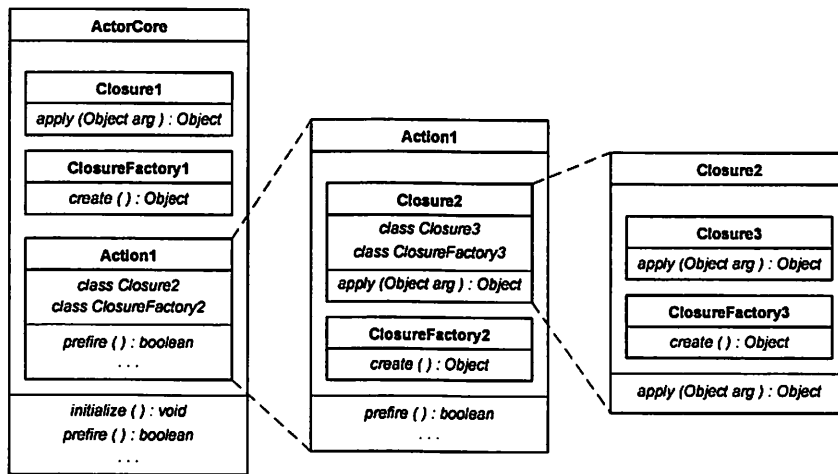 ActorCore
Closure1
apply (Object arg ) : Object
ClosureFactory1
create ( ) : Object
Action1
class Closure2
class ClosureFactory2
prefire ( ) : boolean
. . .
initialize ( ) : void
prefire ( ) : boolean
. . .
Action1
Closure2
class Closure3
class ClosureFactory3
apply (Object arg ) : Object
ClosureFactory2
create ( ) : Object
prefire ( ) : boolean
. . .
Closure2
Closure3
apply (Object arg ) : Object
ClosureFactory3
create ( ) : Object
apply (Object arg ) : Object